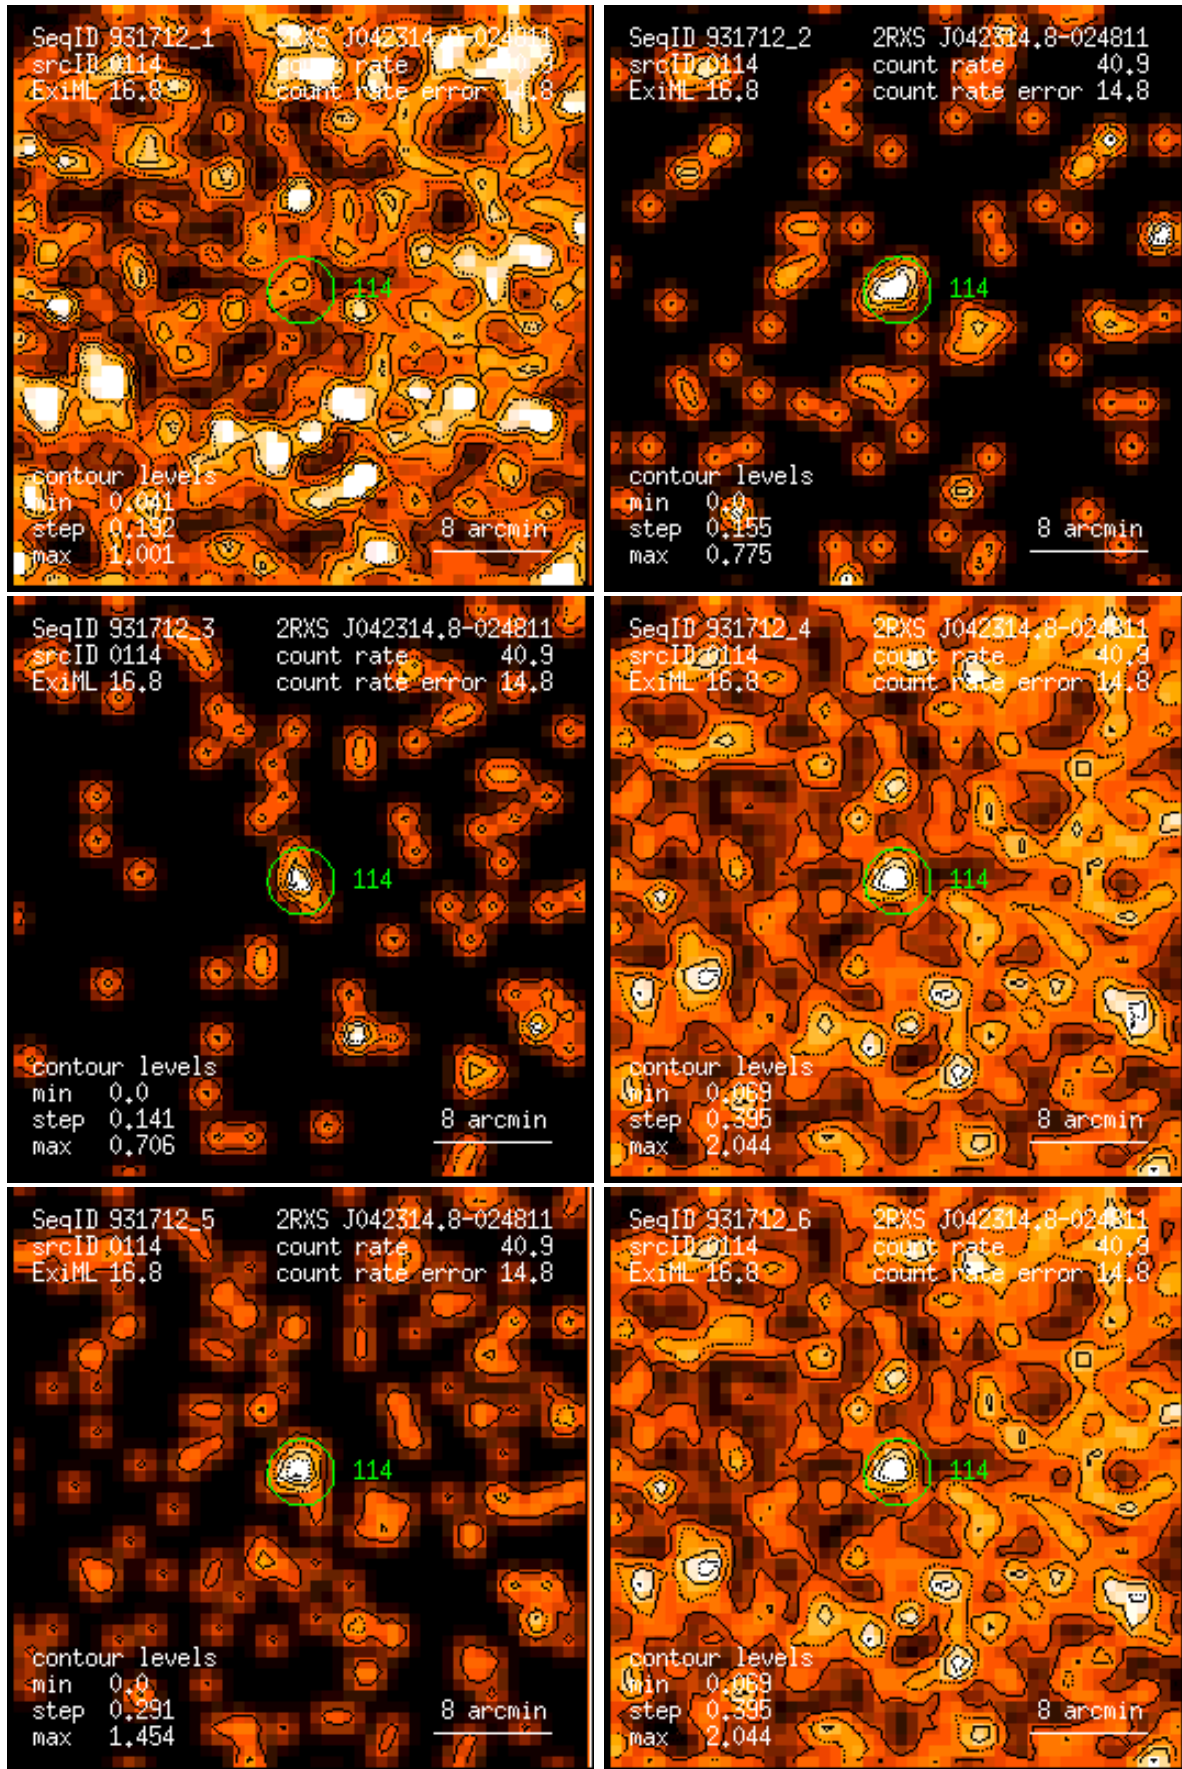 SeqID 931712_1 2RXS J042314.8-024811
srcID 0114 count rate 40.9
ExiML 16.8 count rate error 14.8
114
contour levels
min 0.041
step 0.192 8 arcmin
max 1.001
SeqID 931712_2 2RXS J042314.8-024811
srcID 0114 count rate 40.9
ExiML 16.8 count rate error 14.8
114
contour levels
min 0.0
step 0.155 8 arcmin
max 0.775
SeqID 931712_3 2RXS J042314.8-024811
srcID 0114 count rate 40.9
ExiML 16.8 count rate error 14.8
114
contour levels
min 0.0
step 0.141 8 arcmin
max 0.706
SeqID 931712_4 2RXS J042314.8-024811
srcID 0114 count rate 40.9
ExiML 16.8 count rate error 14.8
114
contour levels
min 0.069
step 0.395 8 arcmin
max 2.044
SeqID 931712_5 2RXS J042314.8-024811
srcID 0114 count rate 40.9
ExiML 16.8 count rate error 14.8
114
contour levels
min 0.0
step 0.291 8 arcmin
max 1.454
SeqID 931712_6 2RXS J042314.8-024811
srcID 0114 count rate 40.9
ExiML 16.8 count rate error 14.8
114
contour levels
min 0.069
step 0.395 8 arcmin
max 2.044